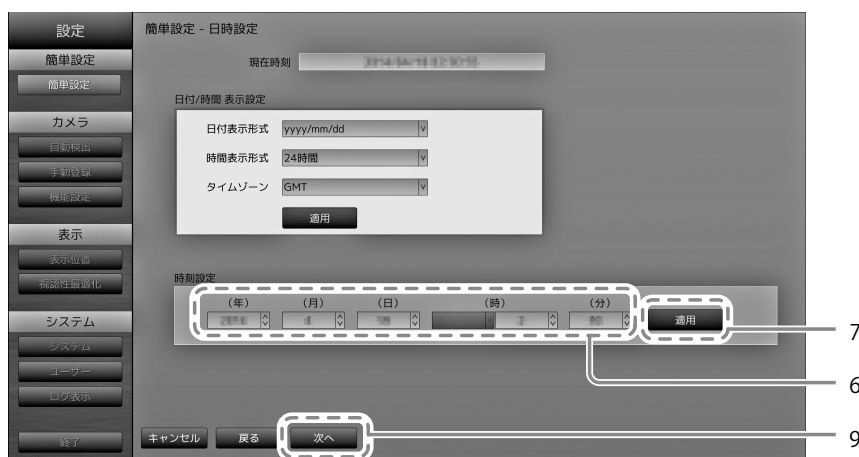 設定
簡単設定
簡単設定
カメラ
自動検出
手動登録
機能設定
表示
表示位置
視認性最適化
システム
システム
ユーザー
ログ表示
終了
簡単設定 - 日時設定
現在時刻
日付/時間 表示設定
日付表示形式 yyyy/mm/dd
時間表示形式 24時間
タイムゾーン GMT
適用
時刻設定
(年) (月) (日) (時) (分)
適用
7
6
キャンセル 戻る 次へ
9